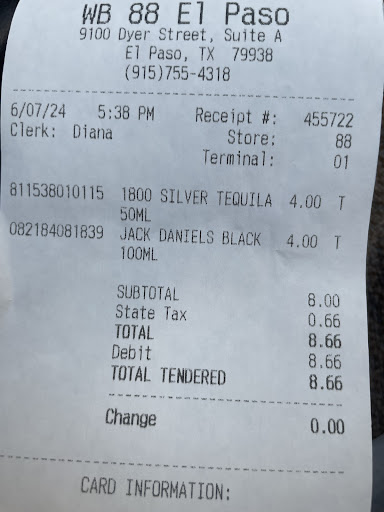 WB 88 El Paso
9100 Dyer Street, Suite A
El Paso, TX 79938
(915)755-4318
6/07/24 5:38 PM Receipt #: 455722
Clerk: Diana Store: 88
Terminal: 01
811538010115 1800 SILVER TEQUILA 4.00 T
50ML
082184081839 JACK DANIELS BLACK 4.00 T
100ML
SUBTOTAL 8.00
State Tax 0.66
TOTAL 8.66
Debit 8.66
TOTAL TENDERED 8.66
Change 0.00
CARD INFORMATION: